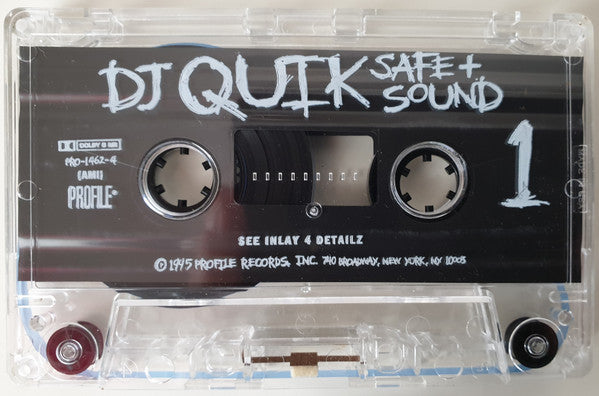 DJ QUIK SAFE + SOUND
DOLBY B NR
PRO-1462-4
(AMI)
PROFILE
1
SEE INLAY 4 DETAILZ
© 1995 PROFILE RECORDS, INC. 740 BROADWAY, NEW YORK, NY 10003